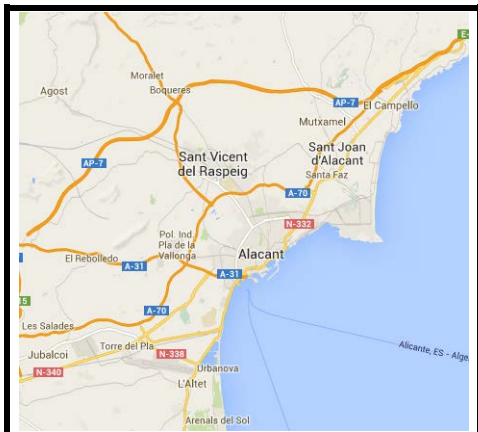 E-
Moralet
Agost
Boqueres
AP-7
El Campello
Mutxamel
Sant Vicent
del Raspeig
Sant Joan
d'Alacant
AP-7
Santa Faz
A-70
N-332
Pol. Ind.
Pla de la
Vallonga
Alacant
El Rebolledo
A-31
A-31
15
A-70
Les Salades
Torre del Pla
Jubalcoi
N-338
N-340
Urbanova
L'Altet
Alicante, ES - Alge
Arenals del Sol